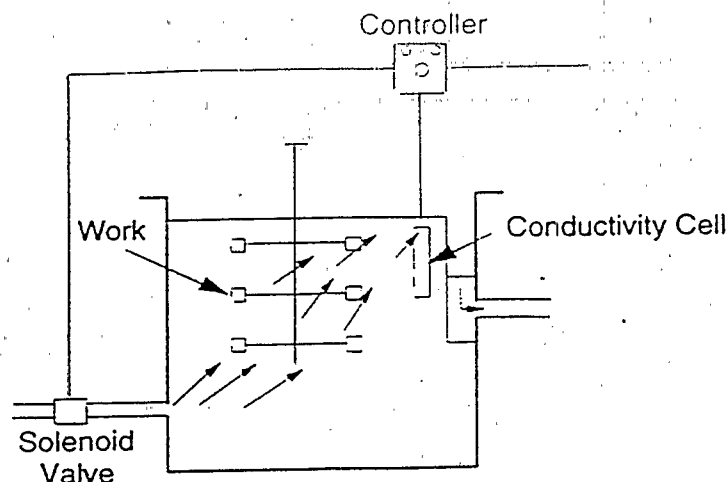 Controller
Work
Conductivity Cell
Solenoid
Valve